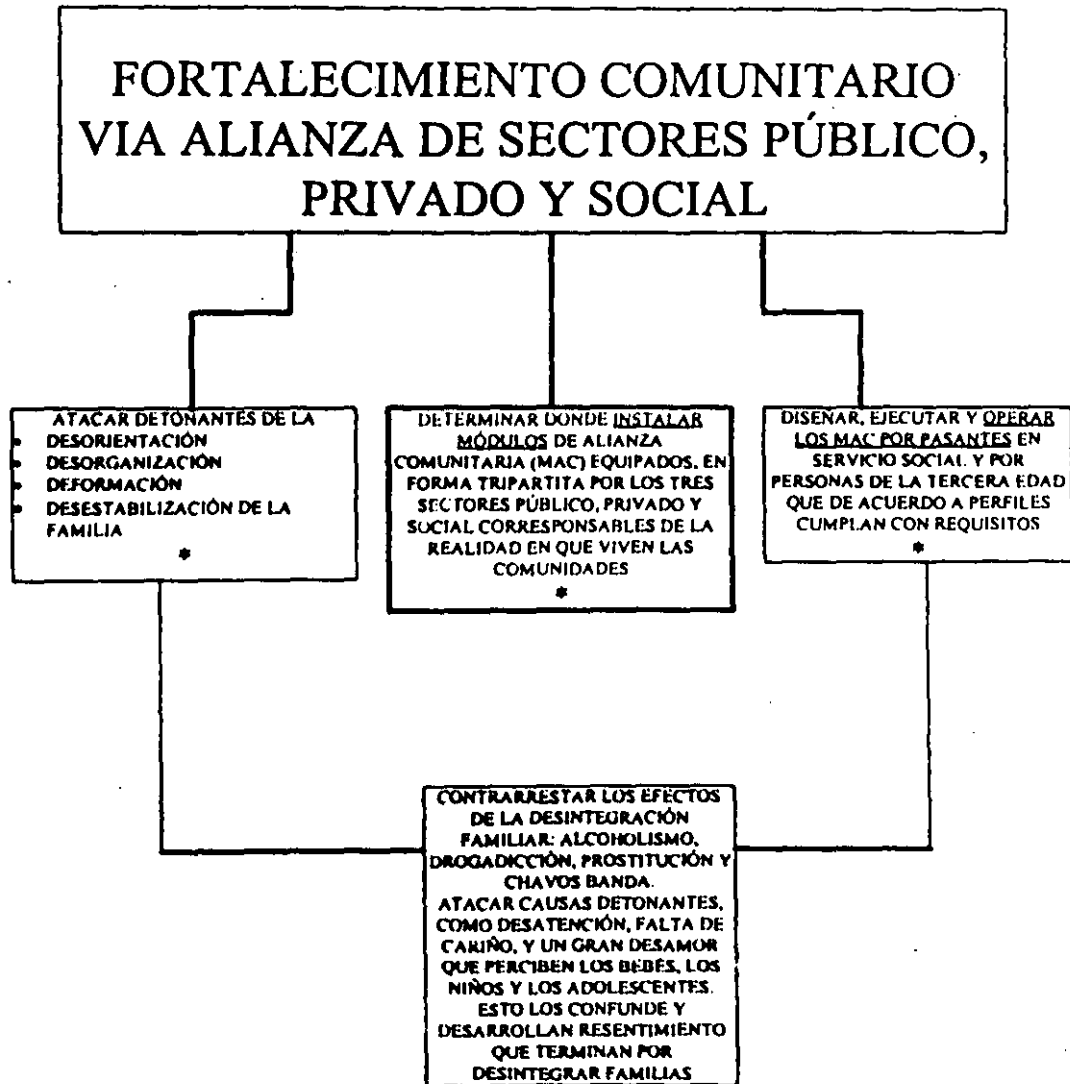 FORTALECIMIENTO COMUNITARIO
VIA ALIANZA DE SECTORES PÚBLICO,
PRIVADO Y SOCIAL
ATACAR DETONANTES DE LA
• DESORIENTACIÓN
• DESORGANIZACIÓN
• DEFORMACIÓN
• DESESTABILIZACIÓN DE LA
FAMILIA
*
DETERMINAR DONDE INSTALAR
MÓDULOS DE ALIANZA
COMUNITARIA (MAC) EQUIPADOS, EN
FORMA TRIPARTITA POR LOS TRES
SECTORES PÚBLICO, PRIVADO Y
SOCIAL CORRESPONSABLES DE LA
REALIDAD EN QUE VIVEN LAS
COMUNIDADES
*
DISEÑAR, EJECUTAR Y OPERAR
LOS MAC POR PASANTES EN
SERVICIO SOCIAL Y POR
PERSONAS DE LA TERCERA EDAD
QUE DE ACUERDO A PERFILES
CUMPLAN CON REQUISITOS
*
CONTRARRESTAR LOS EFECTOS
DE LA DESINTEGRACIÓN
FAMILIAR: ALCOHOLISMO,
DROGADICCIÓN, PROSTITUCIÓN Y
CHAVOS BANDA.
ATACAR CAUSAS DETONANTES,
COMO DESATENCIÓN, FALTA DE
CARIÑO, Y UN GRAN DESAMOR
QUE PERCIBEN LOS BEBÉS, LOS
NIÑOS Y LOS ADOLESCENTES.
ESTO LOS CONFUNDE Y
DESARROLLAN RESENTIMIENTO
QUE TERMINAN POR
DESINTEGRAR FAMILIAS